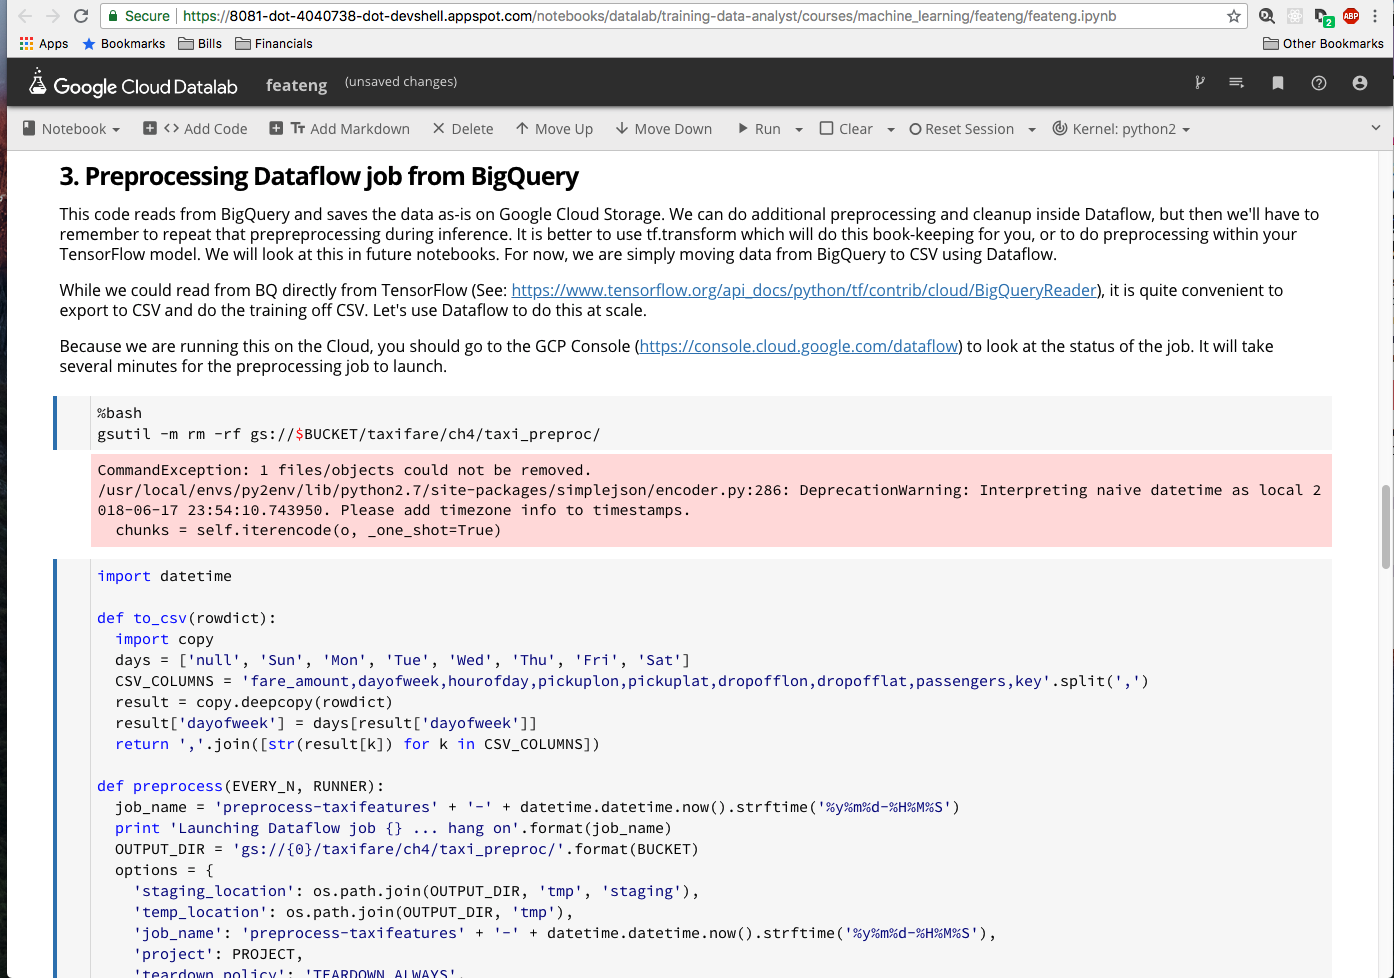 Secure https://8081-dot-4040738-dot-devshell.appspot.com/notebooks/datalab/training-data-analyst/courses/machine_learning/feateng/feateng.ipynb
2 ABP
Apps Bookmarks Bills Financials Other Bookmarks
Google Cloud Datalab feateng (unsaved changes)
Notebook <> Add Code Tт Add Markdown Delete Move Up Move Down Run Clear Reset Session Kernel: python2
3. Preprocessing Dataflow job from BigQuery
This code reads from BigQuery and saves the data as-is on Google Cloud Storage. We can do additional preprocessing and cleanup inside Dataflow, but then we'll have to
remember to repeat that prepreprocessing during inference. It is better to use tf.transform which will do this book-keeping for you, or to do preprocessing within your
TensorFlow model. We will look at this in future notebooks. For now, we are simply moving data from BigQuery to CSV using Dataflow.
While we could read from BQ directly from TensorFlow (See: https://www.tensorflow.org/api_docs/python/tf/contrib/cloud/BigQueryReader), it is quite convenient to
export to CSV and do the training off CSV. Let's use Dataflow to do this at scale.
Because we are running this on the Cloud, you should go to the GCP Console (https://console.cloud.google.com/dataflow) to look at the status of the job. It will take
several minutes for the preprocessing job to launch.
%bash
gsutil -m rm -rf gs://$BUCKET/taxifare/ch4/taxi_preproc/
CommandException: 1 files/objects could not be removed.
/usr/local/envs/py2env/lib/python2.7/site-packages/simplejson/encoder.py:286: DeprecationWarning: Interpreting naive datetime as local 2
018-06-17 23:54:10.743950. Please add timezone info to timestamps.
  chunks = self.iterencode(o, _one_shot=True)
import datetime
def to_csv(rowdict):
  import copy
  days = ['null', 'Sun', 'Mon', 'Tue', 'Wed', 'Thu', 'Fri', 'Sat']
  CSV_COLUMNS = 'fare_amount,dayofweek,hourofday,pickuplon,pickuplat,dropofflon,dropofflat,passengers,key'.split(',')
  result = copy.deepcopy(rowdict)
  result['dayofweek'] = days[result['dayofweek']]
  return ','.join([str(result[k]) for k in CSV_COLUMNS])
def preprocess(EVERY_N, RUNNER):
  job_name = 'preprocess-taxifeatures' + '-' + datetime.datetime.now().strftime('%y%m%d-%H%M%S')
  print 'Launching Dataflow job {} ... hang on'.format(job_name)
  OUTPUT_DIR = 'gs://{0}/taxifare/ch4/taxi_preproc/'.format(BUCKET)
  options = {
    'staging_location': os.path.join(OUTPUT_DIR, 'tmp', 'staging'),
    'temp_location': os.path.join(OUTPUT_DIR, 'tmp'),
    'job_name': 'preprocess-taxifeatures' + '-' + datetime.datetime.now().strftime('%y%m%d-%H%M%S'),
    'project': PROJECT,
    'teardown_policy': 'TEARDOWN_ALWAYS',